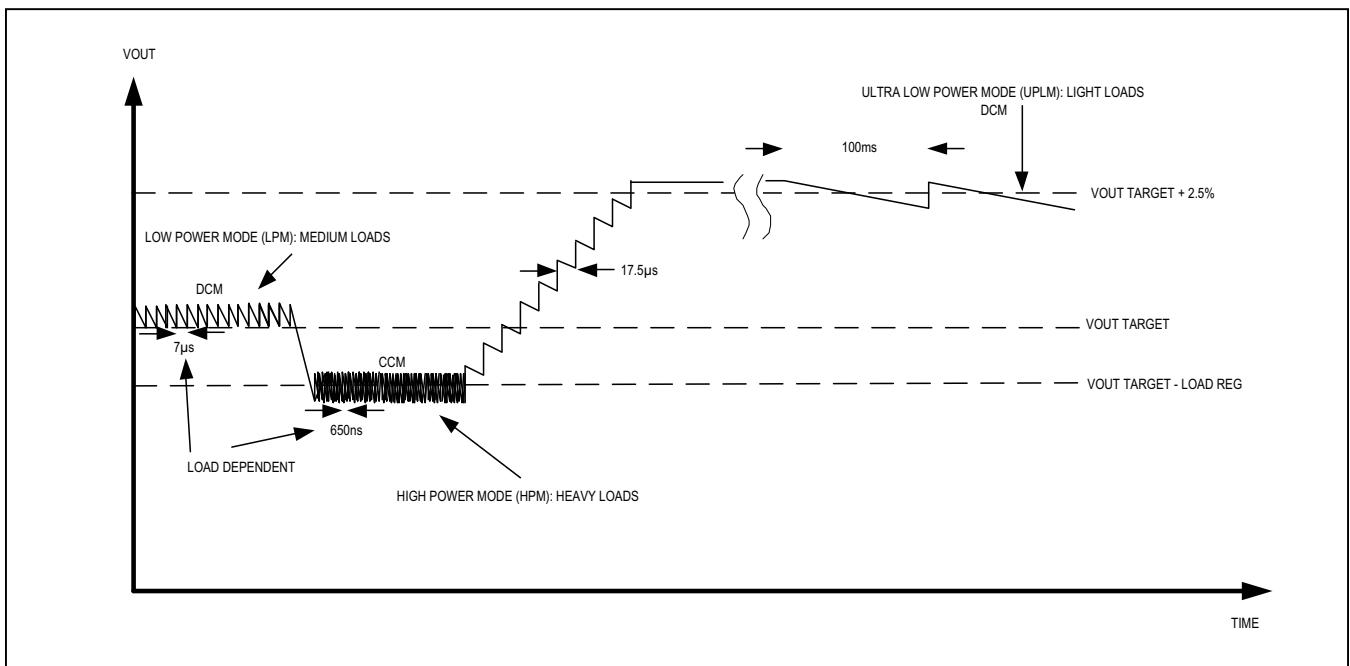 VOUT
ULTRA LOW POWER MODE (UPLM): LIGHT LOADS
DCM
100ms
VOUT TARGET + 2.5%
LOW POWER MODE (LPM): MEDIUM LOADS
17.5µs
DCM
VOUT TARGET
7µs
CCM
VOUT TARGET - LOAD REG
650ns
LOAD DEPENDENT
HIGH POWER MODE (HPM): HEAVY LOADS
TIME